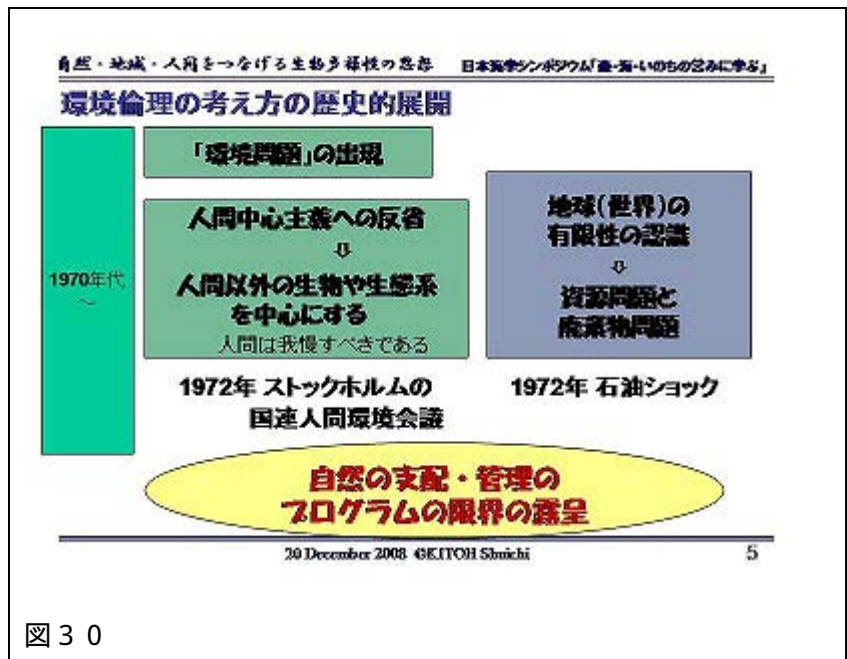 自然・地域・人間をつなげる生物多様性の思想
日本海学シンポジウム「森・海・いのちの営みに学ぶ」
環境倫理の考え方の歴史的展開
「環境問題」の出現
人間中心主義への反省
⇩
人間以外の生物や生態系
を中心にする
人間は我慢すべきである
1970年代
～
地球(世界)の
有限性の認識
⇩
資源問題と
廃棄物問題
1972年 ストックホルムの
国連人間環境会議
1972年 石油ショック
自然の支配・管理の
プログラムの限界の露呈
20 December 2008 ©KITOH Shuichi
5
図３０